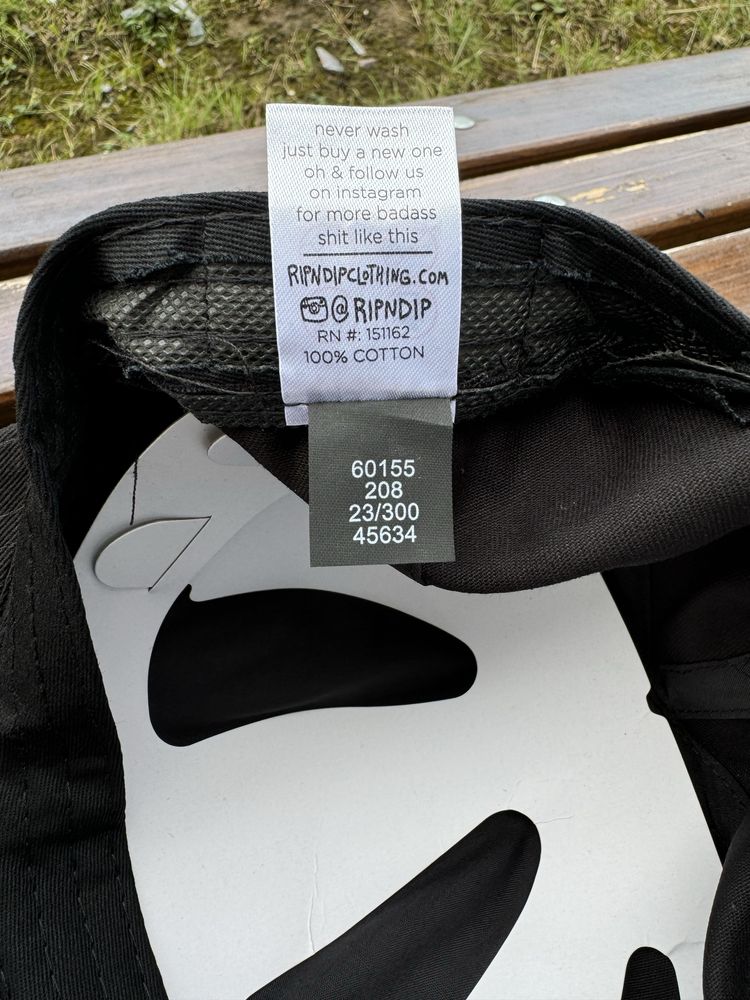 never wash
just buy a new one
oh & follow us
on instagram
for more badass
shit like this
RIPNDIPCLOTHING.COM
@RIPNDIP
RN #: 151162
100% COTTON
60155
208
23/300
45634